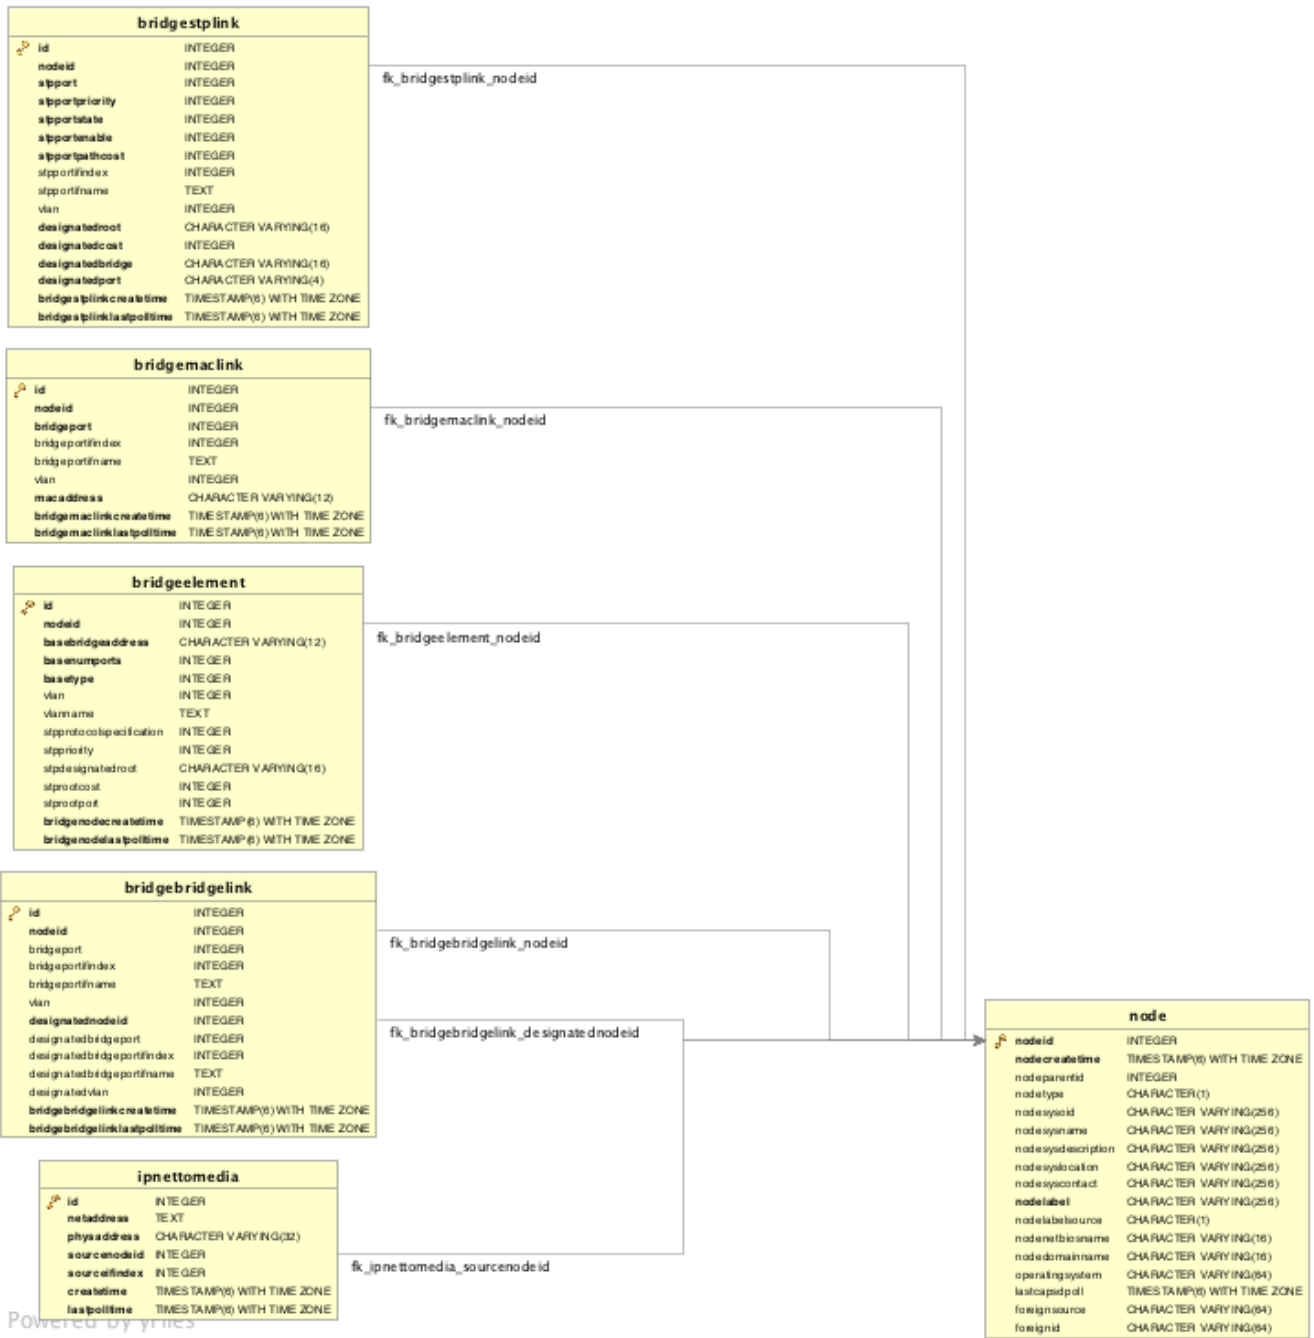 bridgestplink
id INTEGER
nodeid INTEGER
stpport INTEGER
stpportpriority INTEGER
stpportstate INTEGER
stpportenable INTEGER
stpportpathcost INTEGER
stpportifindex INTEGER
stpportifname TEXT
vlan INTEGER
designatedroot CHARACTER VARYING(16)
designatedcost INTEGER
designatedbridge CHARACTER VARYING(16)
designatedport CHARACTER VARYING(4)
bridgestplinkcreatetime TIMESTAMP(6) WITH TIME ZONE
bridgestplinklastpolltime TIMESTAMP(6) WITH TIME ZONE
fk_bridgestplink_nodeid
bridgemaclink
id INTEGER
nodeid INTEGER
bridgeport INTEGER
bridgeportifindex INTEGER
bridgeportifname TEXT
vlan INTEGER
macaddress CHARACTER VARYING(12)
bridgemaclinkcreatetime TIMESTAMP(6) WITH TIME ZONE
bridgemaclinklastpolltime TIMESTAMP(6) WITH TIME ZONE
fk_bridgemaclink_nodeid
bridgeelement
id INTEGER
nodeid INTEGER
basebridgeaddress CHARACTER VARYING(12)
basenumports INTEGER
basetype INTEGER
vlan INTEGER
vlanname TEXT
stpprotocolspecification INTEGER
stppriority INTEGER
stpdesignatedroot CHARACTER VARYING(16)
stprootcost INTEGER
stprootport INTEGER
bridgenodecreatetime TIMESTAMP(6) WITH TIME ZONE
bridgenodelastpolltime TIMESTAMP(6) WITH TIME ZONE
fk_bridgeelement_nodeid
bridgebridgelink
id INTEGER
nodeid INTEGER
bridgeport INTEGER
bridgeportifindex INTEGER
bridgeportifname TEXT
vlan INTEGER
designatednodeid INTEGER
designatedbridgeport INTEGER
designatedbridgeportifindex INTEGER
designatedbridgeportifname TEXT
designatedvlan INTEGER
bridgebridgelinkcreatetime TIMESTAMP(6) WITH TIME ZONE
bridgebridgelinklastpolltime TIMESTAMP(6) WITH TIME ZONE
fk_bridgebridgelink_nodeid
fk_bridgebridgelink_designatednodeid
ipnettomedia
id INTEGER
netaddress TEXT
physaddress CHARACTER VARYING(32)
sourcenodeid INTEGER
sourceifindex INTEGER
createtime TIMESTAMP(6) WITH TIME ZONE
lastpolltime TIMESTAMP(6) WITH TIME ZONE
fk_ipnettomedia_sourcenodeid
Powered by yFiles
node
nodeid INTEGER
nodecreatetime TIMESTAMP(6) WITH TIME ZONE
nodeparentid INTEGER
nodetype CHARACTER(1)
nodesysoid CHARACTER VARYING(256)
nodesysname CHARACTER VARYING(256)
nodesysdescription CHARACTER VARYING(256)
nodesyslocation CHARACTER VARYING(256)
nodesyscontact CHARACTER VARYING(256)
nodelabel CHARACTER VARYING(256)
nodelabelsource CHARACTER(1)
nodenetbiosname CHARACTER VARYING(16)
nodedomainname CHARACTER VARYING(16)
operatingsystem CHARACTER VARYING(64)
lastcapsdpoll TIMESTAMP(6) WITH TIME ZONE
foreignsource CHARACTER VARYING(64)
foreignid CHARACTER VARYING(64)